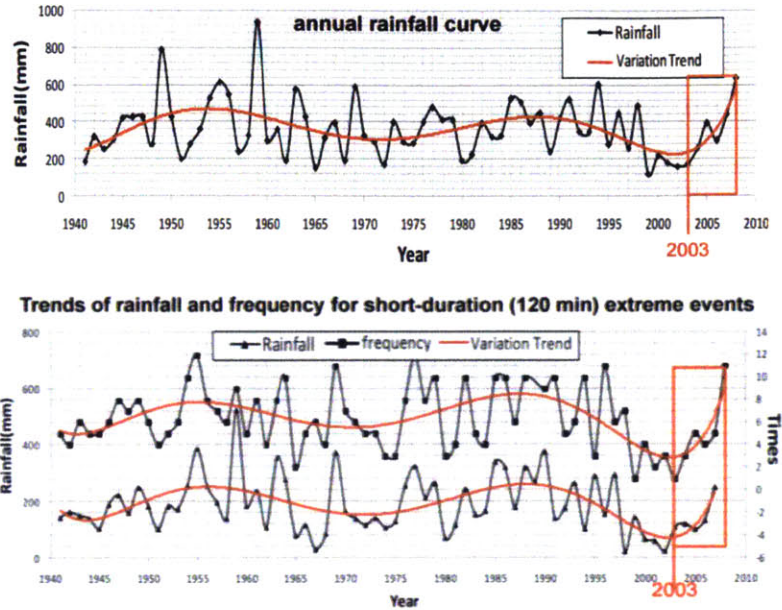 annual rainfall curve
Rainfall
Variation Trend
Rainfall(mm)
1000
800
600
400
200
0
1940 1945 1950 1955 1960 1965 1970 1975 1980 1985 1990 1995 2000 2005 2010
Year
2003
Trends of rainfall and frequency for short-duration (120 min) extreme events
Rainfall frequency Variation Trend
Rainfall(mm)
800
600
400
200
0
14
12
10
8
6
4
2
0
-2
-4
-6
Times
1940 1945 1950 1955 1960 1965 1970 1975 1980 1985 1990 1995 2000 2005 2010
Year
2003